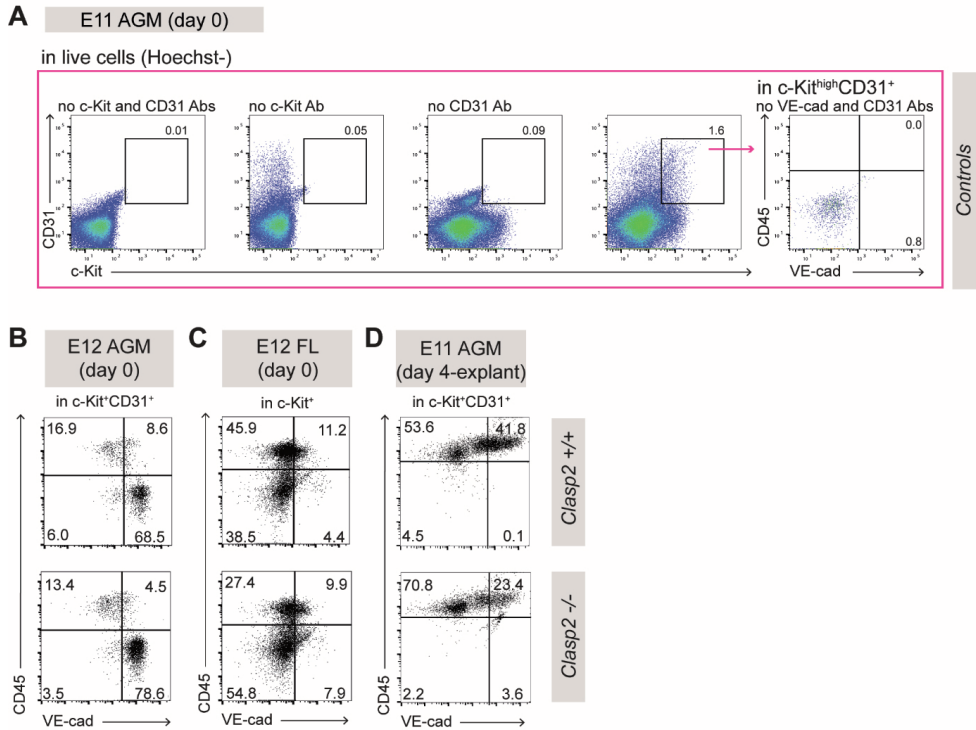 A
E11 AGM (day 0)
in live cells (Hoechst-)
no c-Kit and CD31 Abs
no c-Kit Ab
no CD31 Ab
in c-KithighCD31+
no VE-cad and CD31 Abs
0.01
0.05
0.09
1.6
0.0
0.8
CD31
c-Kit
CD45
VE-cad
Controls
B
E12 AGM
(day 0)
in c-Kit+CD31+
16.9 8.6
6.0 68.5
13.4 4.5
3.5 78.6
CD45
VE-cad
C
E12 FL
(day 0)
in c-Kit+
45.9 11.2
38.5 4.4
27.4 9.9
54.8 7.9
CD45
VE-cad
D
E11 AGM
(day 4-explant)
in c-Kit+CD31+
53.6 41.8
4.5 0.1
70.8 23.4
2.2 3.6
CD45
VE-cad
Clasp2 +/+
Clasp2 -/-